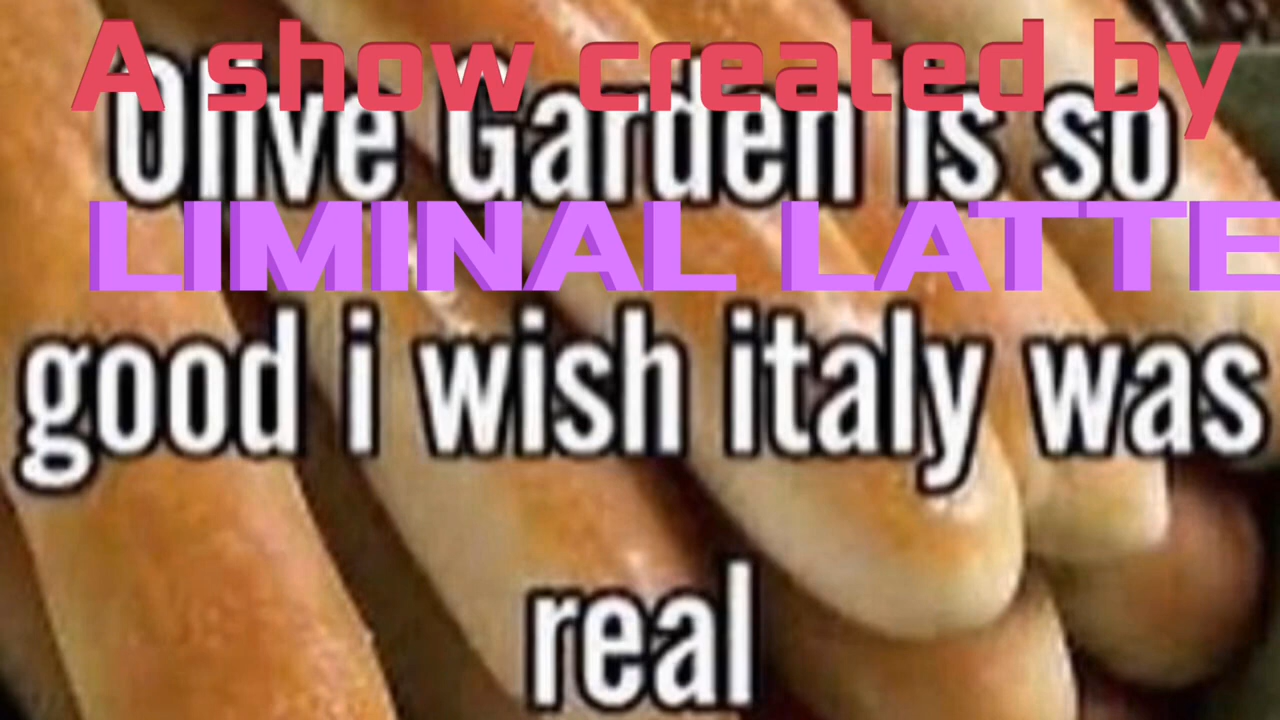 A show created by
Olive Garden is so
LIMINAL LATTE
good i wish italy was
real